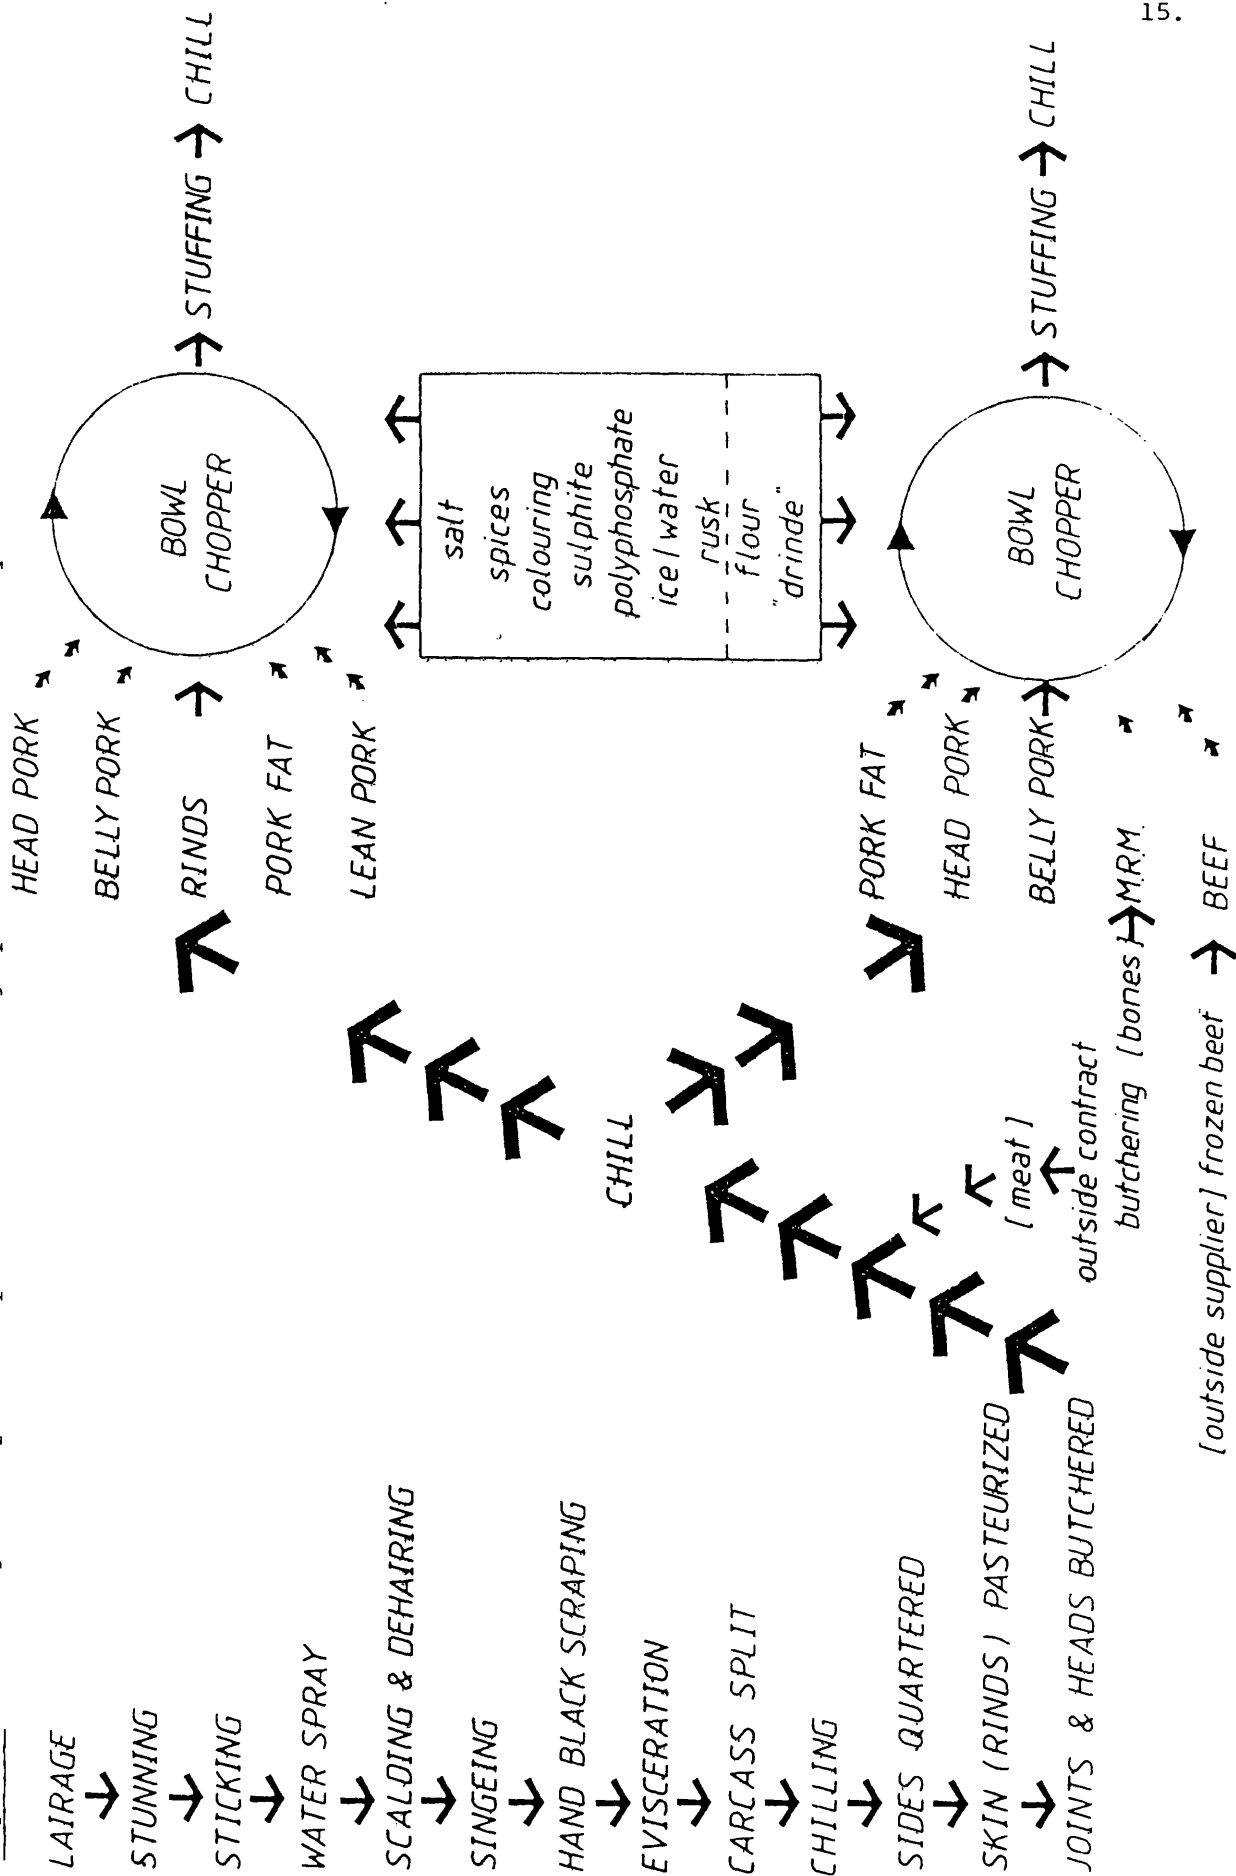 15.
LAIRAGE
STUNNING
STICKING
WATER SPRAY
SCALDING & DEHAIRING
SINGEING
HAND BLACK SCRAPING
EVISCERATION
CARCASS SPLIT
CHILLING
SIDES QUARTERED
SKIN (RINDS) PASTEURIZED
JOINTS & HEADS BUTCHERED
outside contract
butchering [bones]
[meat]
[outside supplier] frozen beef
CHILL
HEAD PORK
BELLY PORK
RINDS
PORK FAT
LEAN PORK
BOWL
CHOPPER
STUFFING
CHILL
salt
spices
colouring
sulphite
polyphosphate
ice/water
rusk
flour
"drinde"
PORK FAT
HEAD PORK
BELLY PORK
M.R.M.
BEEF
BOWL
CHOPPER
STUFFING
CHILL